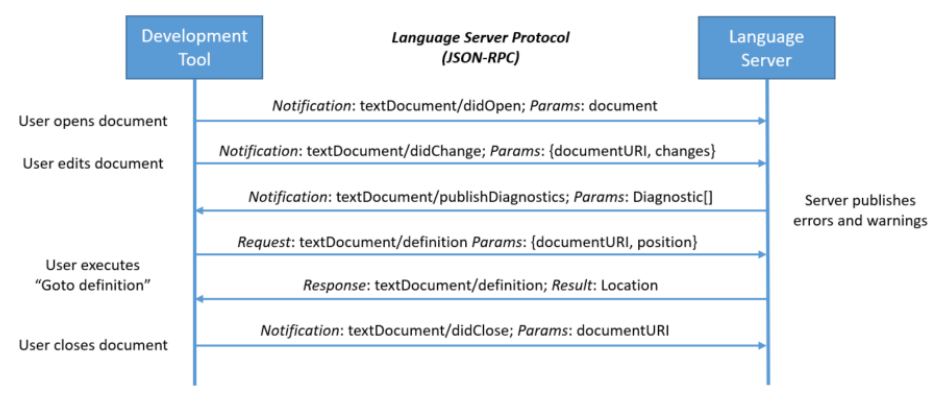 Development
Tool
Language Server Protocol
(JSON-RPC)
Language
Server
Notification: textDocument/didOpen; Params: document
User opens document
Notification: textDocument/didChange; Params: {documentURI, changes}
User edits document
Notification: textDocument/publishDiagnostics; Params: Diagnostic[]
Server publishes
errors and warnings
Request: textDocument/definition Params: {documentURI, position}
User executes
“Goto definition”
Response: textDocument/definition; Result: Location
Notification: textDocument/didClose; Params: documentURI
User closes document